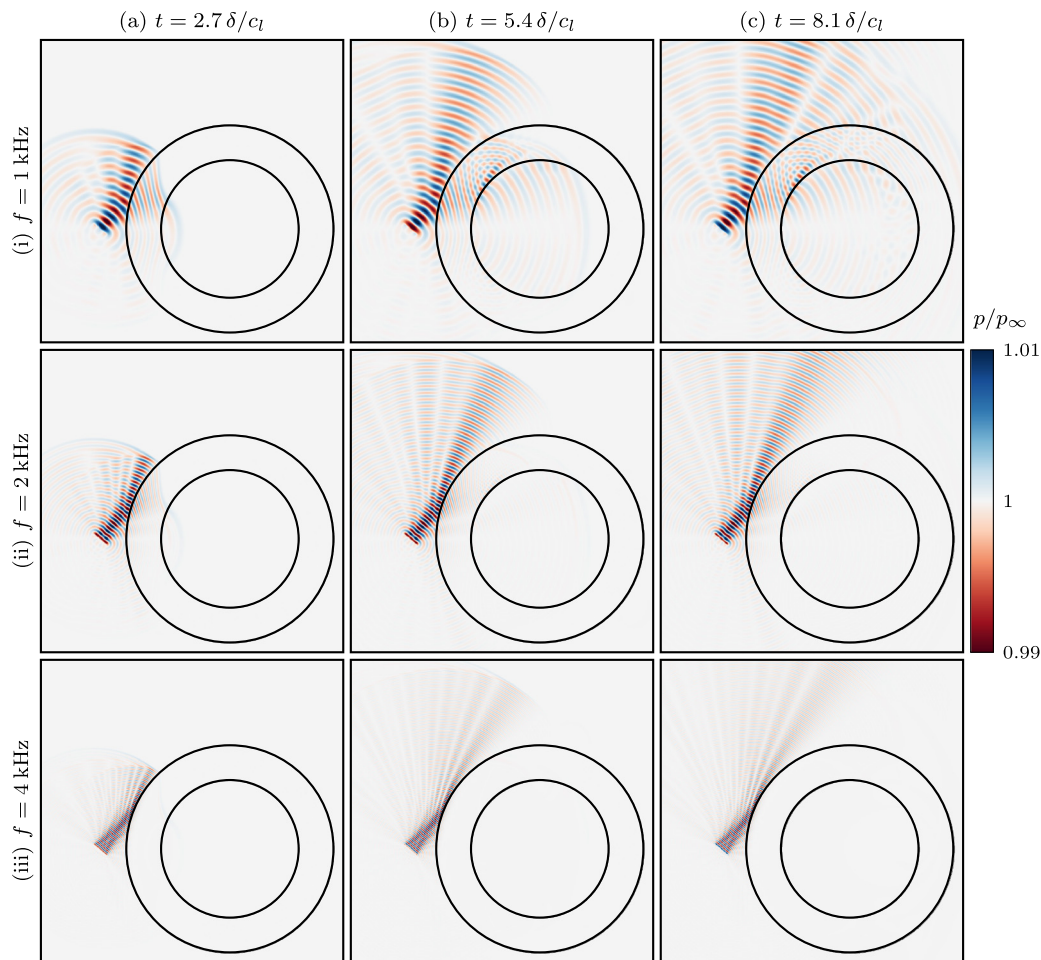 (a) t = 2.7 δ/c_l
(b) t = 5.4 δ/c_l
(c) t = 8.1 δ/c_l
(i) f = 1 kHz
(ii) f = 2 kHz
(iii) f = 4 kHz
p/p∞
1.01
1
0.99